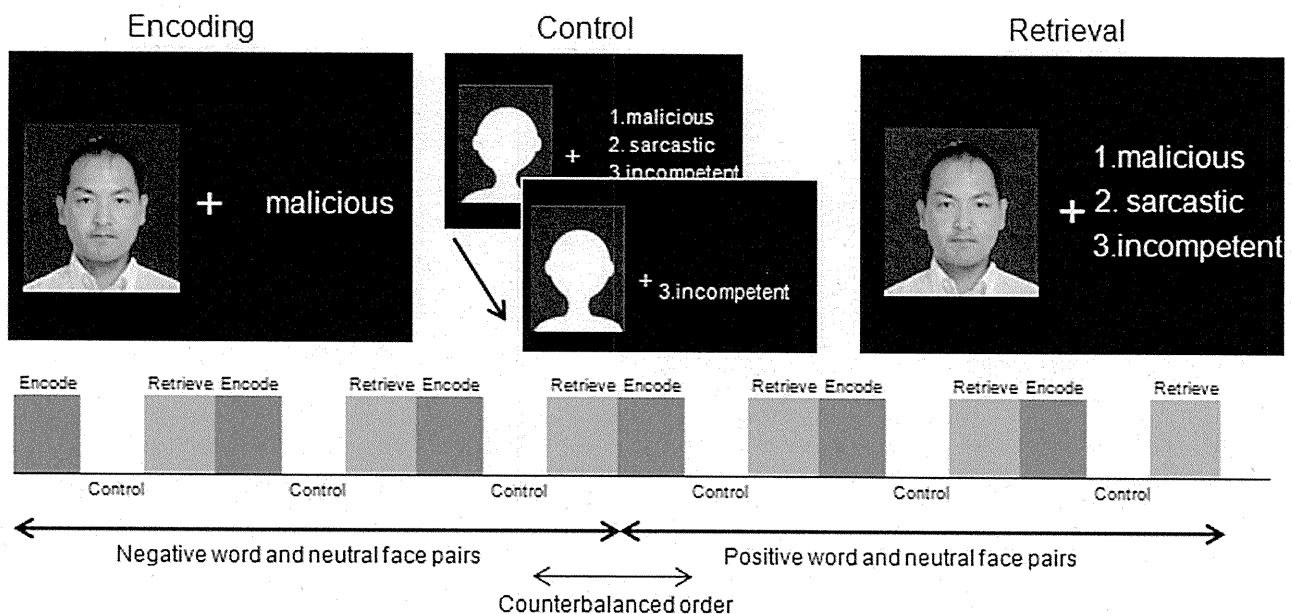 Encoding
Control
Retrieval
+ malicious
+
1.malicious
2. sarcastic
3.incompetent
+ 3.incompetent
+
1.malicious
2. sarcastic
3.incompetent
Encode
Retrieve Encode
Retrieve Encode
Retrieve Encode
Retrieve Encode
Retrieve Encode
Retrieve
Control
Control
Control
Control
Control
Control
Negative word and neutral face pairs
Positive word and neutral face pairs
Counterbalanced order